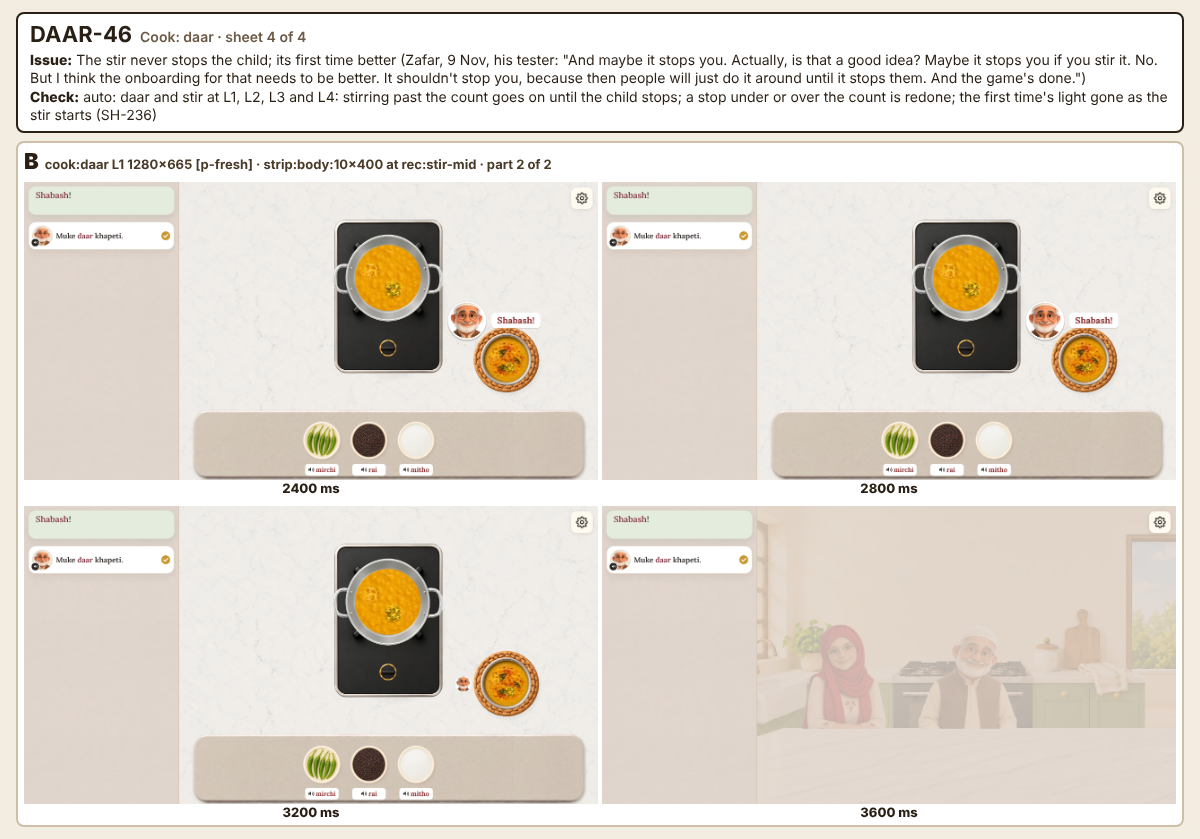 DAAR-46 Cook: daar · sheet 4 of 4
Issue: The stir never stops the child; its first time better (Zafar, 9 Nov, his tester: "And maybe it stops you. Actually, is that a good idea? Maybe it stops you if you stir it. No.
But I think the onboarding for that needs to be better. It shouldn't stop you, because then people will just do it around until it stops them. And the game's done.")
Check: auto: daar and stir at L1, L2, L3 and L4: stirring past the count goes on until the child stops; a stop under or over the count is redone; the first time's light gone as the
stir starts (SH-236)
B cook:daar L1 1280×665 [p-fresh] · strip:body:10×400 at rec:stir-mid · part 2 of 2
Shabash!
Muke daar khapeti.
Shabash!
mirchi rai mitho
2400 ms
Shabash!
Muke daar khapeti.
Shabash!
mirchi rai mitho
2800 ms
Shabash!
Muke daar khapeti.
mirchi rai mitho
3200 ms
Shabash!
Muke daar khapeti.
3600 ms